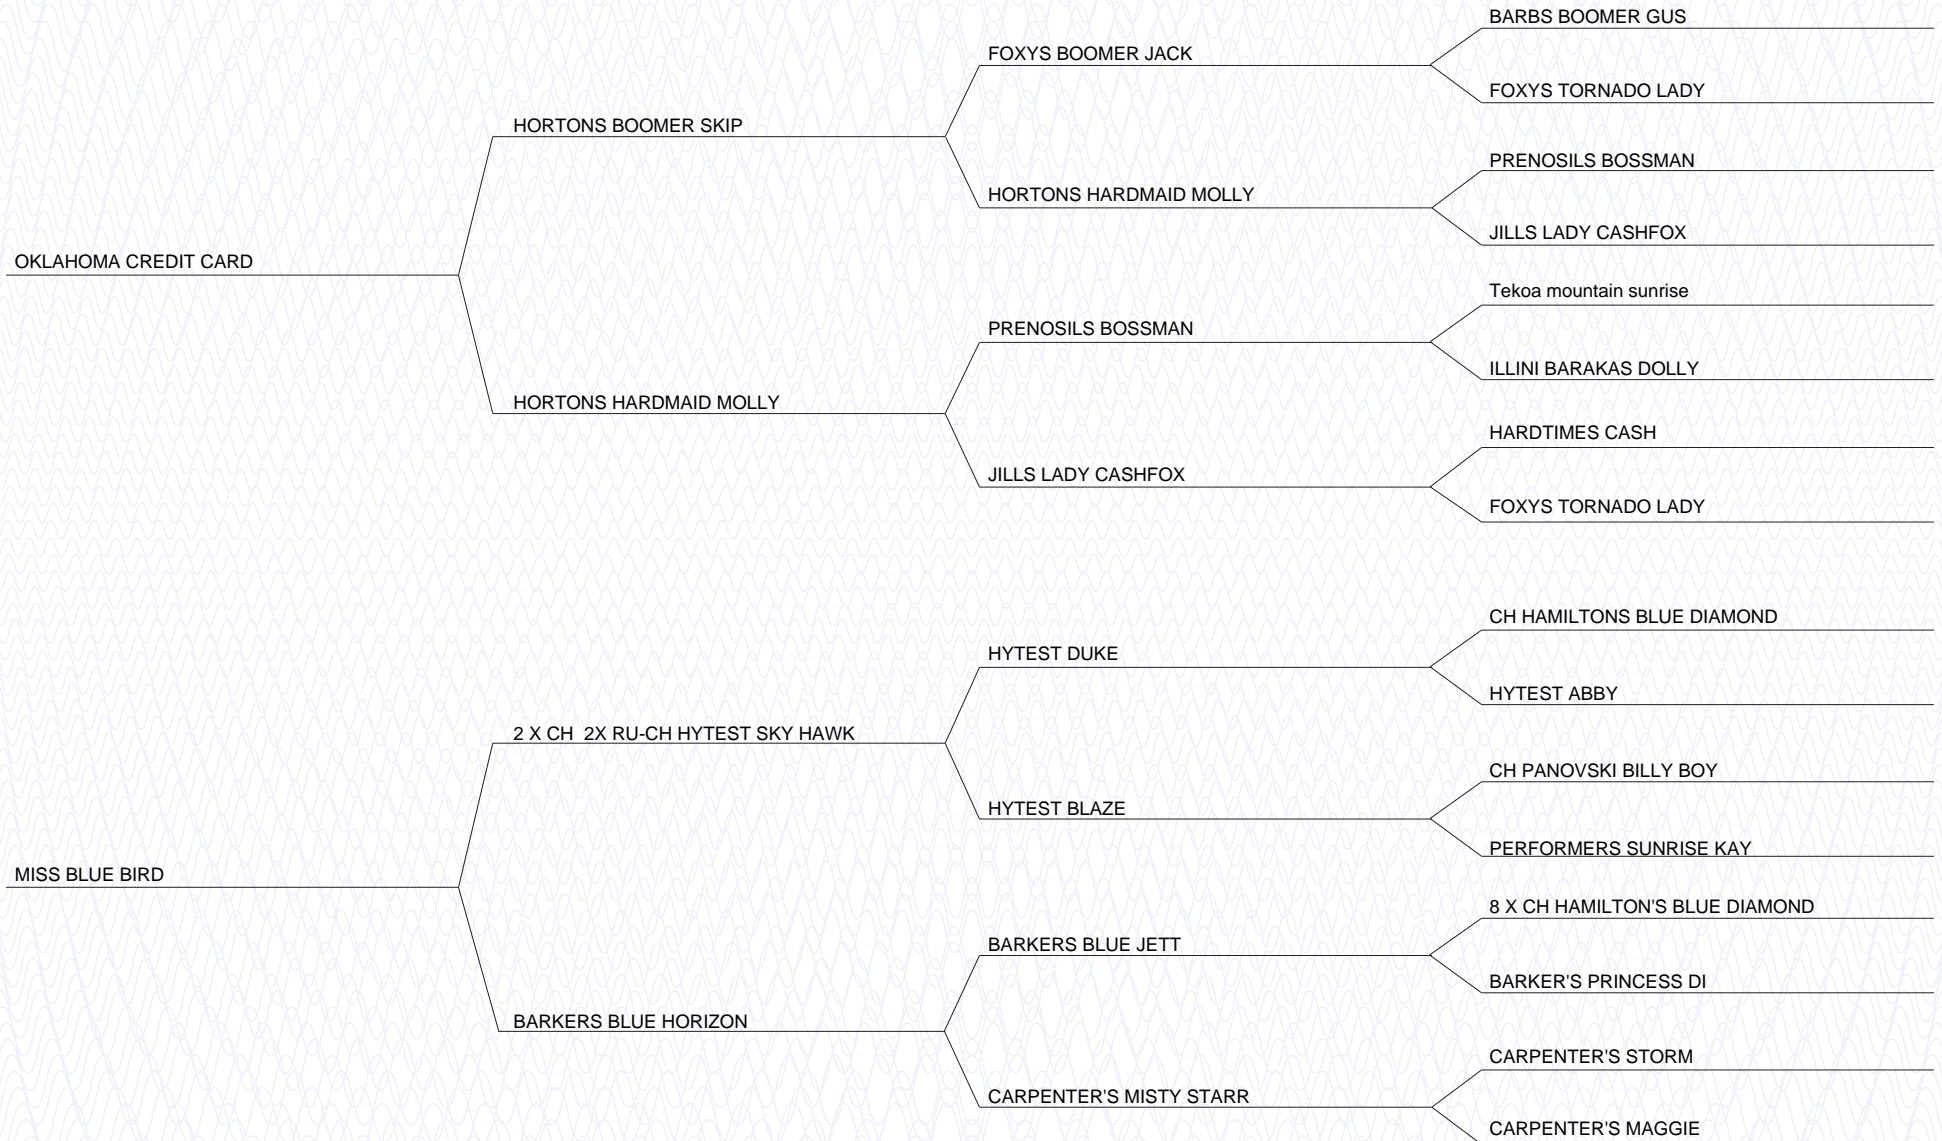 BARBS BOOMER GUS
FOXYS BOOMER JACK
FOXYS TORNADO LADY
HORTONS BOOMER SKIP
PRENOSILS BOSSMAN
HORTONS HARDMAID MOLLY
JILLS LADY CASHFOX
OKLAHOMA CREDIT CARD
Tekoa mountain sunrise
PRENOSILS BOSSMAN
ILLINI BARAKAS DOLLY
HORTONS HARDMAID MOLLY
HARDTIMES CASH
JILLS LADY CASHFOX
FOXYS TORNADO LADY
CH HAMILTONS BLUE DIAMOND
HYTEST DUKE
HYTEST ABBY
2 X CH  2X RU-CH HYTEST SKY HAWK
CH PANOVSKI BILLY BOY
HYTEST BLAZE
PERFORMERS SUNRISE KAY
MISS BLUE BIRD
8 X CH HAMILTON'S BLUE DIAMOND
BARKERS BLUE JETT
BARKER'S PRINCESS DI
BARKERS BLUE HORIZON
CARPENTER'S STORM
CARPENTER'S MISTY STARR
CARPENTER'S MAGGIE